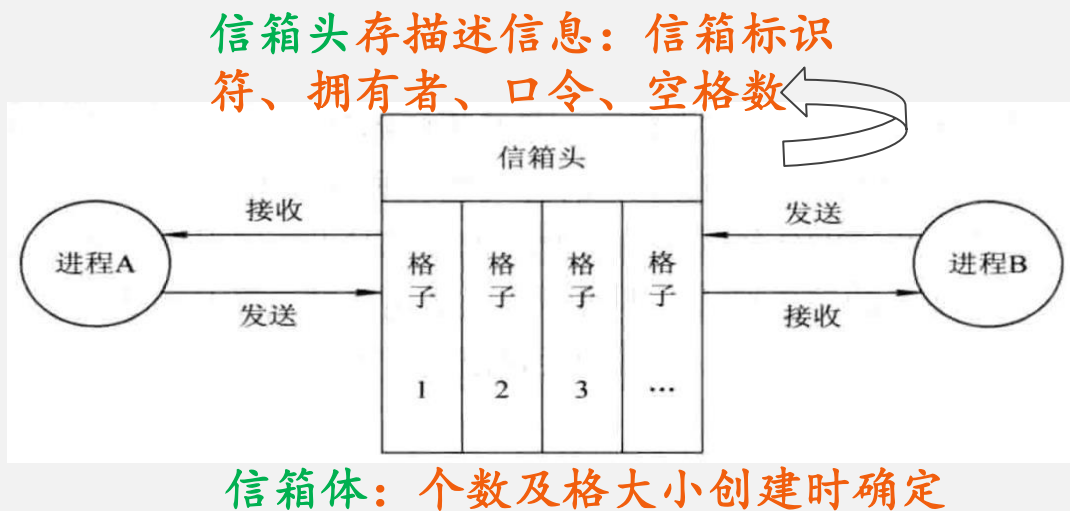 信箱头存描述信息：信箱标识
符、拥有者、口令、空格数
信箱头
接收
发送
进程A
格子
格子
格子
格子
进程B
发送
接收
1
2
3
…
信箱体：个数及格大小创建时确定